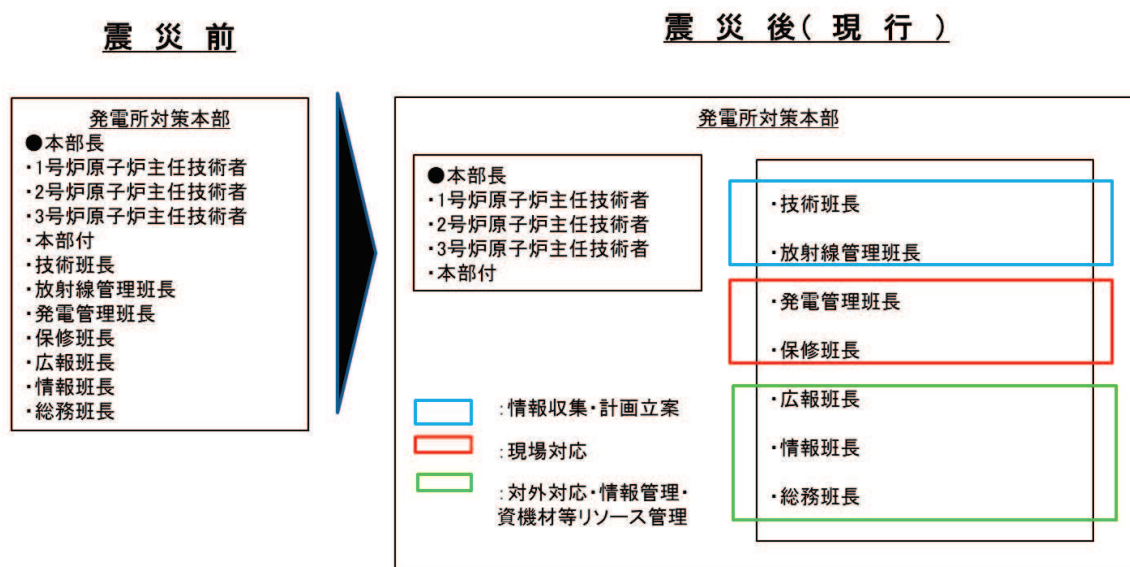 震 災 前
発電所対策本部
●本部長
・1号炉原子炉主任技術者
・2号炉原子炉主任技術者
・3号炉原子炉主任技術者
・本部付
・技術班長
・放射線管理班長
・発電管理班長
・保修班長
・広報班長
・情報班長
・総務班長
震 災 後( 現 行 )
発電所対策本部
●本部長
・1号炉原子炉主任技術者
・2号炉原子炉主任技術者
・3号炉原子炉主任技術者
・本部付
・技術班長
・放射線管理班長
・発電管理班長
・保修班長
・広報班長
・情報班長
・総務班長
:情報収集・計画立案
:現場対応
:対外対応・情報管理・
資機材等リソース管理